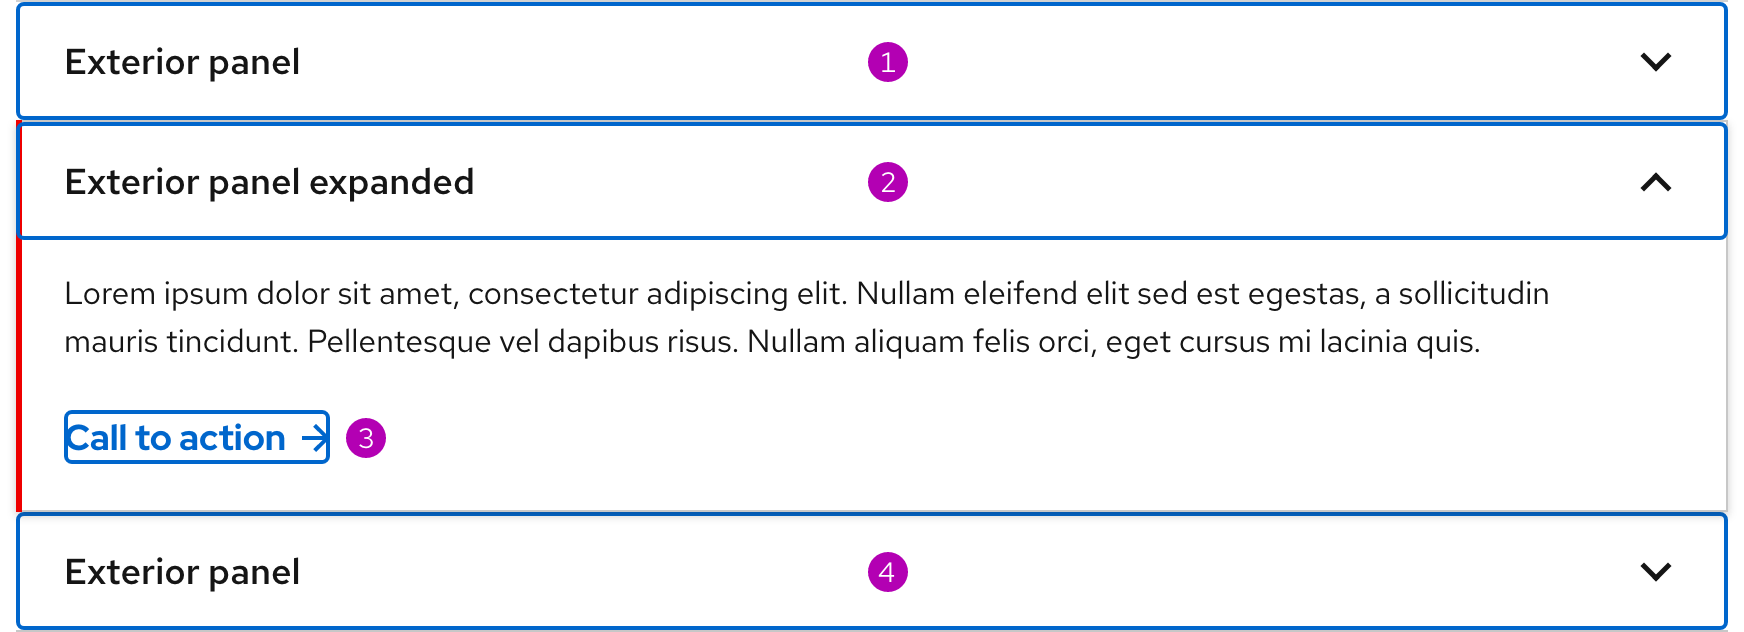 Exterior panel 1
Exterior panel expanded 2
Lorem ipsum dolor sit amet, consectetur adipiscing elit. Nullam eleifend elit sed est egestas, a sollicitudin
mauris tincidunt. Pellentesque vel dapibus risus. Nullam aliquam felis orci, eget cursus mi lacinia quis.
Call to action → 3
Exterior panel 4